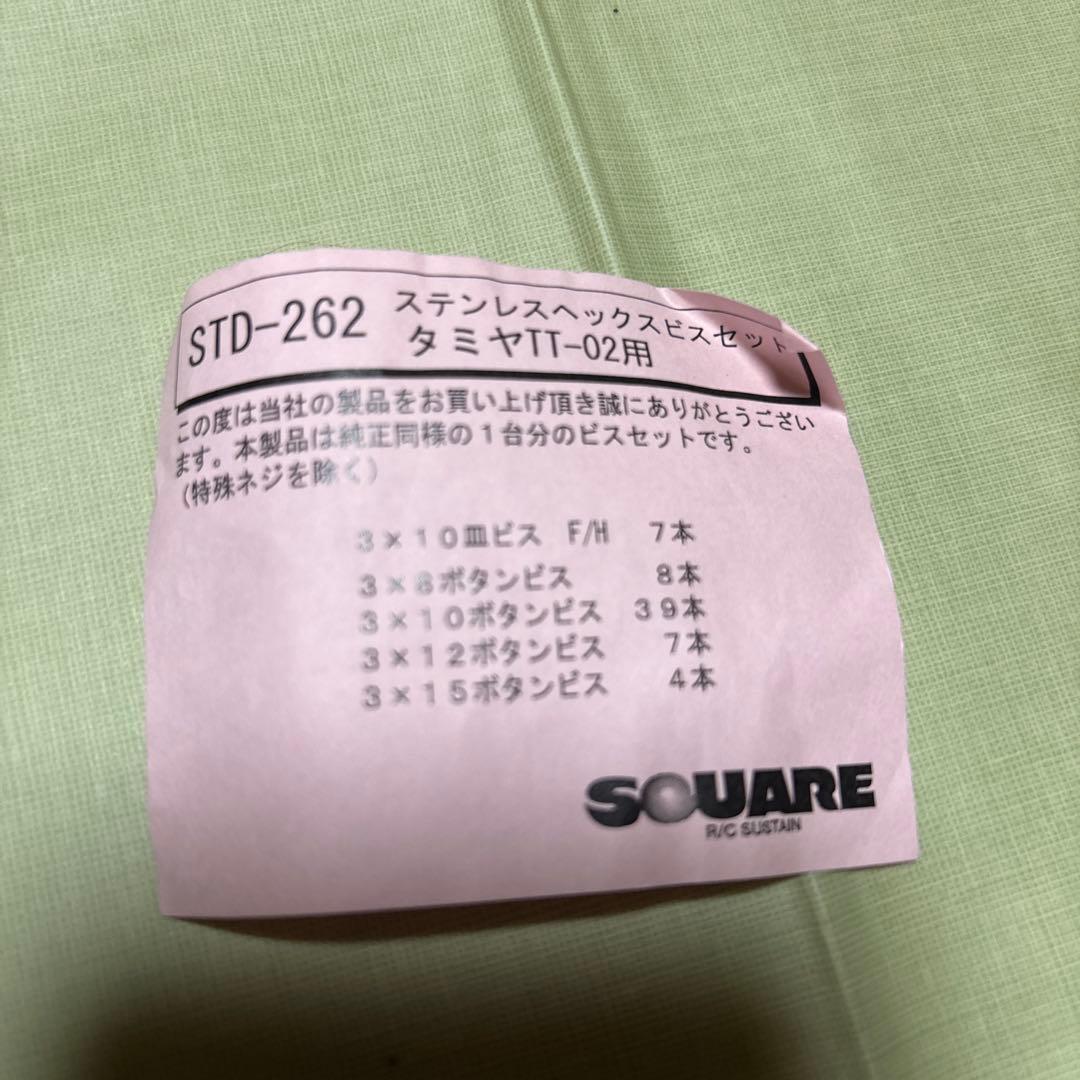 STD-262 ステンレスヘックスビスセット
タミヤTT-02用
この度は当社の製品をお買い上げ頂き誠にありがとうござい
ます。本製品は純正同様の１台分のビスセットです。
(特殊ネジを除く)
３×１０皿ビス F/H ７本
３×８ボタンビス ８本
３×１０ボタンビス ３９本
３×１２ボタンビス ７本
３×１５ボタンビス ４本
SQUARE
R/C SUSTAIN